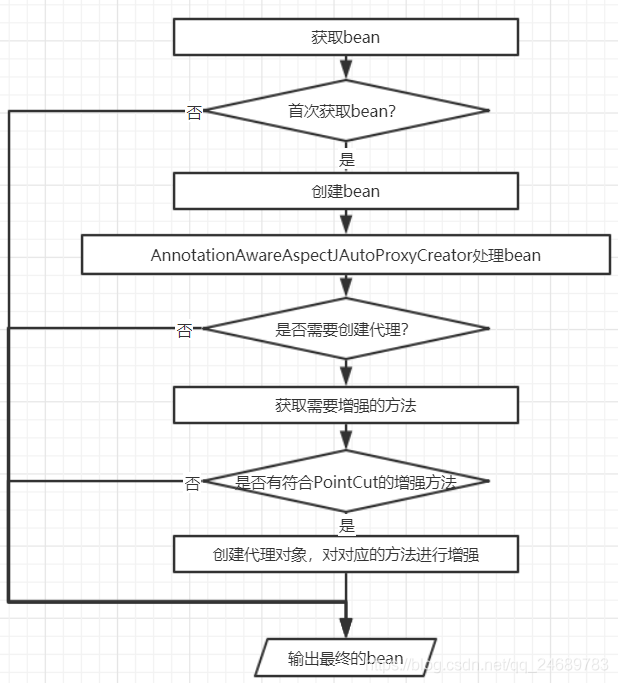 获取bean
首次获取bean?
否
是
创建bean
AnnotationAwareAspectJAutoProxyCreator处理bean
是否需要创建代理?
否
获取需要增强的方法
是否有符合PointCut的增强方法
否
是
创建代理对象，对对应的方法进行增强
输出最终的bean
https://blog.csdn.net/qq_24689783